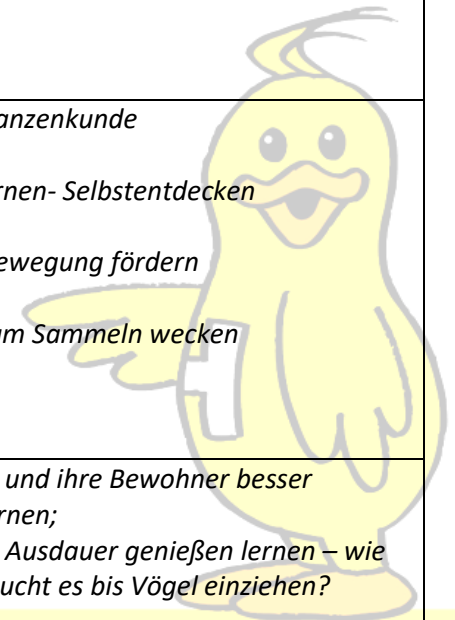 anzenkunde
rnen- Selbstentdecken
ewegung fördern
um Sammeln wecken
und ihre Bewohner besser
rnen;
Ausdauer genießen lernen – wie
ucht es bis Vögel einziehen?